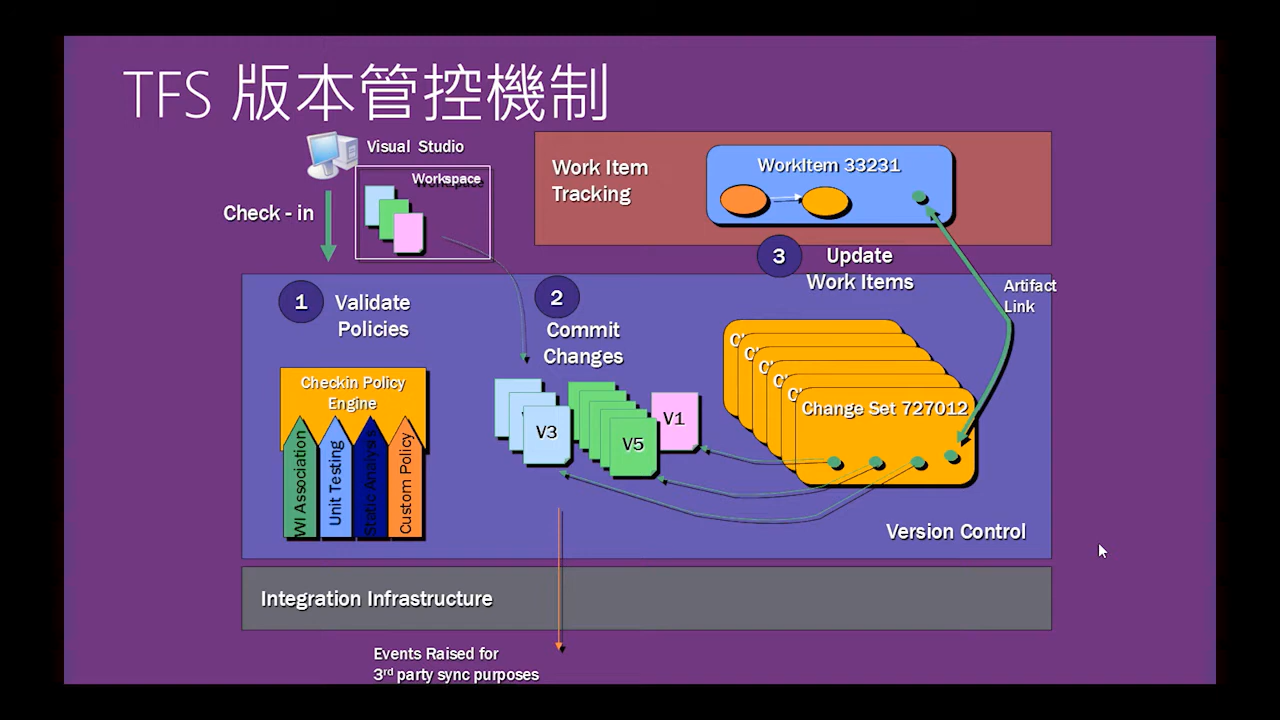 TFS 版本管控機制
Visual Studio
Workspace
Check - in
Work Item
Tracking
WorkItem 33231
3
Update
Work Items
Artifact
Link
1
Validate
Policies
2
Commit
Changes
Checkin Policy
Engine
WI Association
Unit Testing
Static Analysis
Custom Policy
V3
V5
V1
Change Set 727012
Version Control
Integration Infrastructure
Events Raised for
3rd party sync purposes